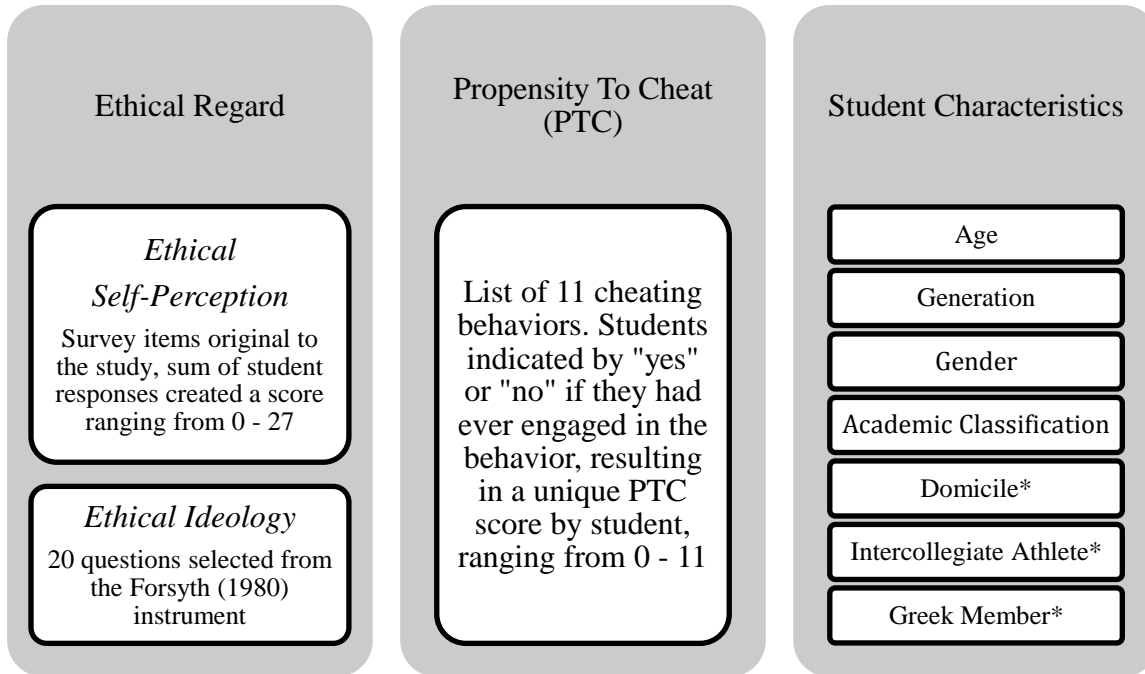 Ethical Regard
Ethical
Self-Perception
Survey items original to
the study, sum of student
responses created a score
ranging from 0 - 27
Ethical Ideology
20 questions selected from
the Forsyth (1980)
instrument
Propensity To Cheat
(PTC)
List of 11 cheating
behaviors. Students
indicated by "yes"
or "no" if they had
ever engaged in the
behavior, resulting
in a unique PTC
score by student,
ranging from 0 - 11
Student Characteristics
Age
Generation
Gender
Academic Classification
Domicile*
Intercollegiate Athlete*
Greek Member*